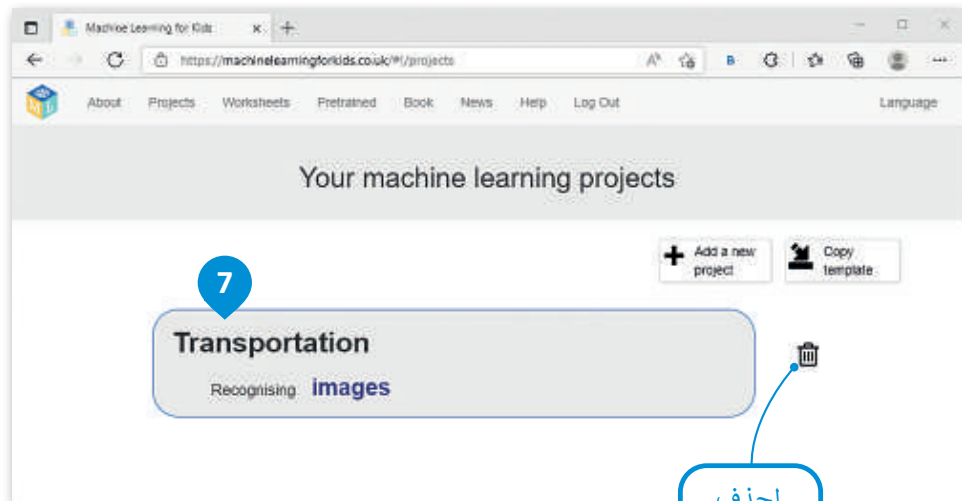 Machine Learning for Kids
https://machinelearningforkids.co.uk/#!/projects
About Projects Worksheets Pretrained Book News Help Log Out Language
Your machine learning projects
Add a new
project
Copy
template
7
Transportation
Recognising images
احذف